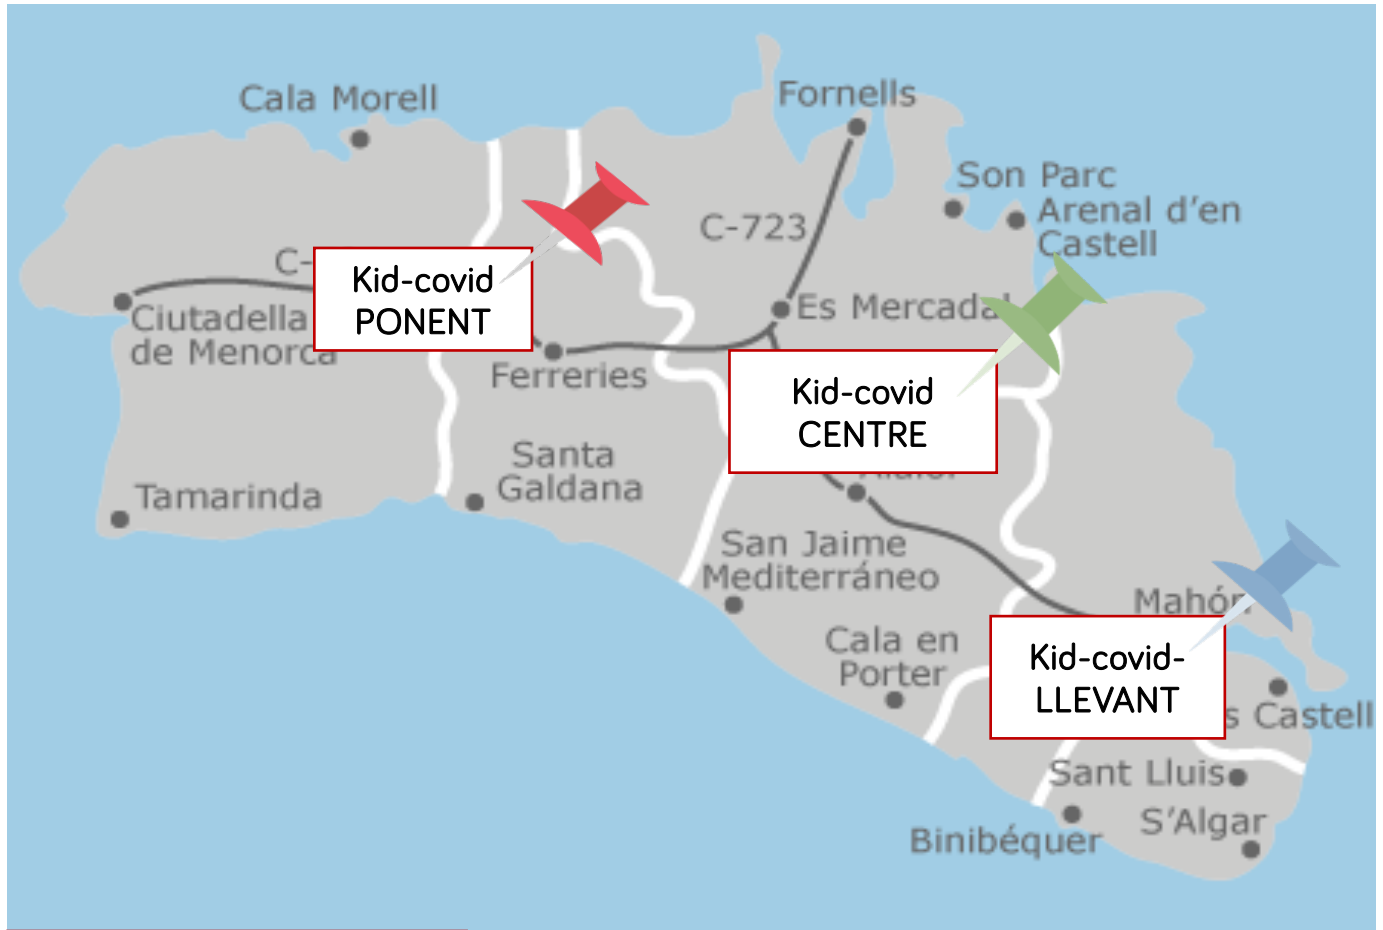 Cala Morell
Fornells
Son Parc
Arenal d’en
Castell
C-723
C-
Kid-covid
PONENT
Ciutadella
de Menorca
Es Mercadal
Ferreries
Kid-covid
CENTRE
Santa
Galdana
Tamarinda
San Jaime
Mediterráneo
Mahón
Cala en
Porter
Kid-covid-
LLEVANT
s Castell
Sant Lluis
S’Algar
Binibéquer